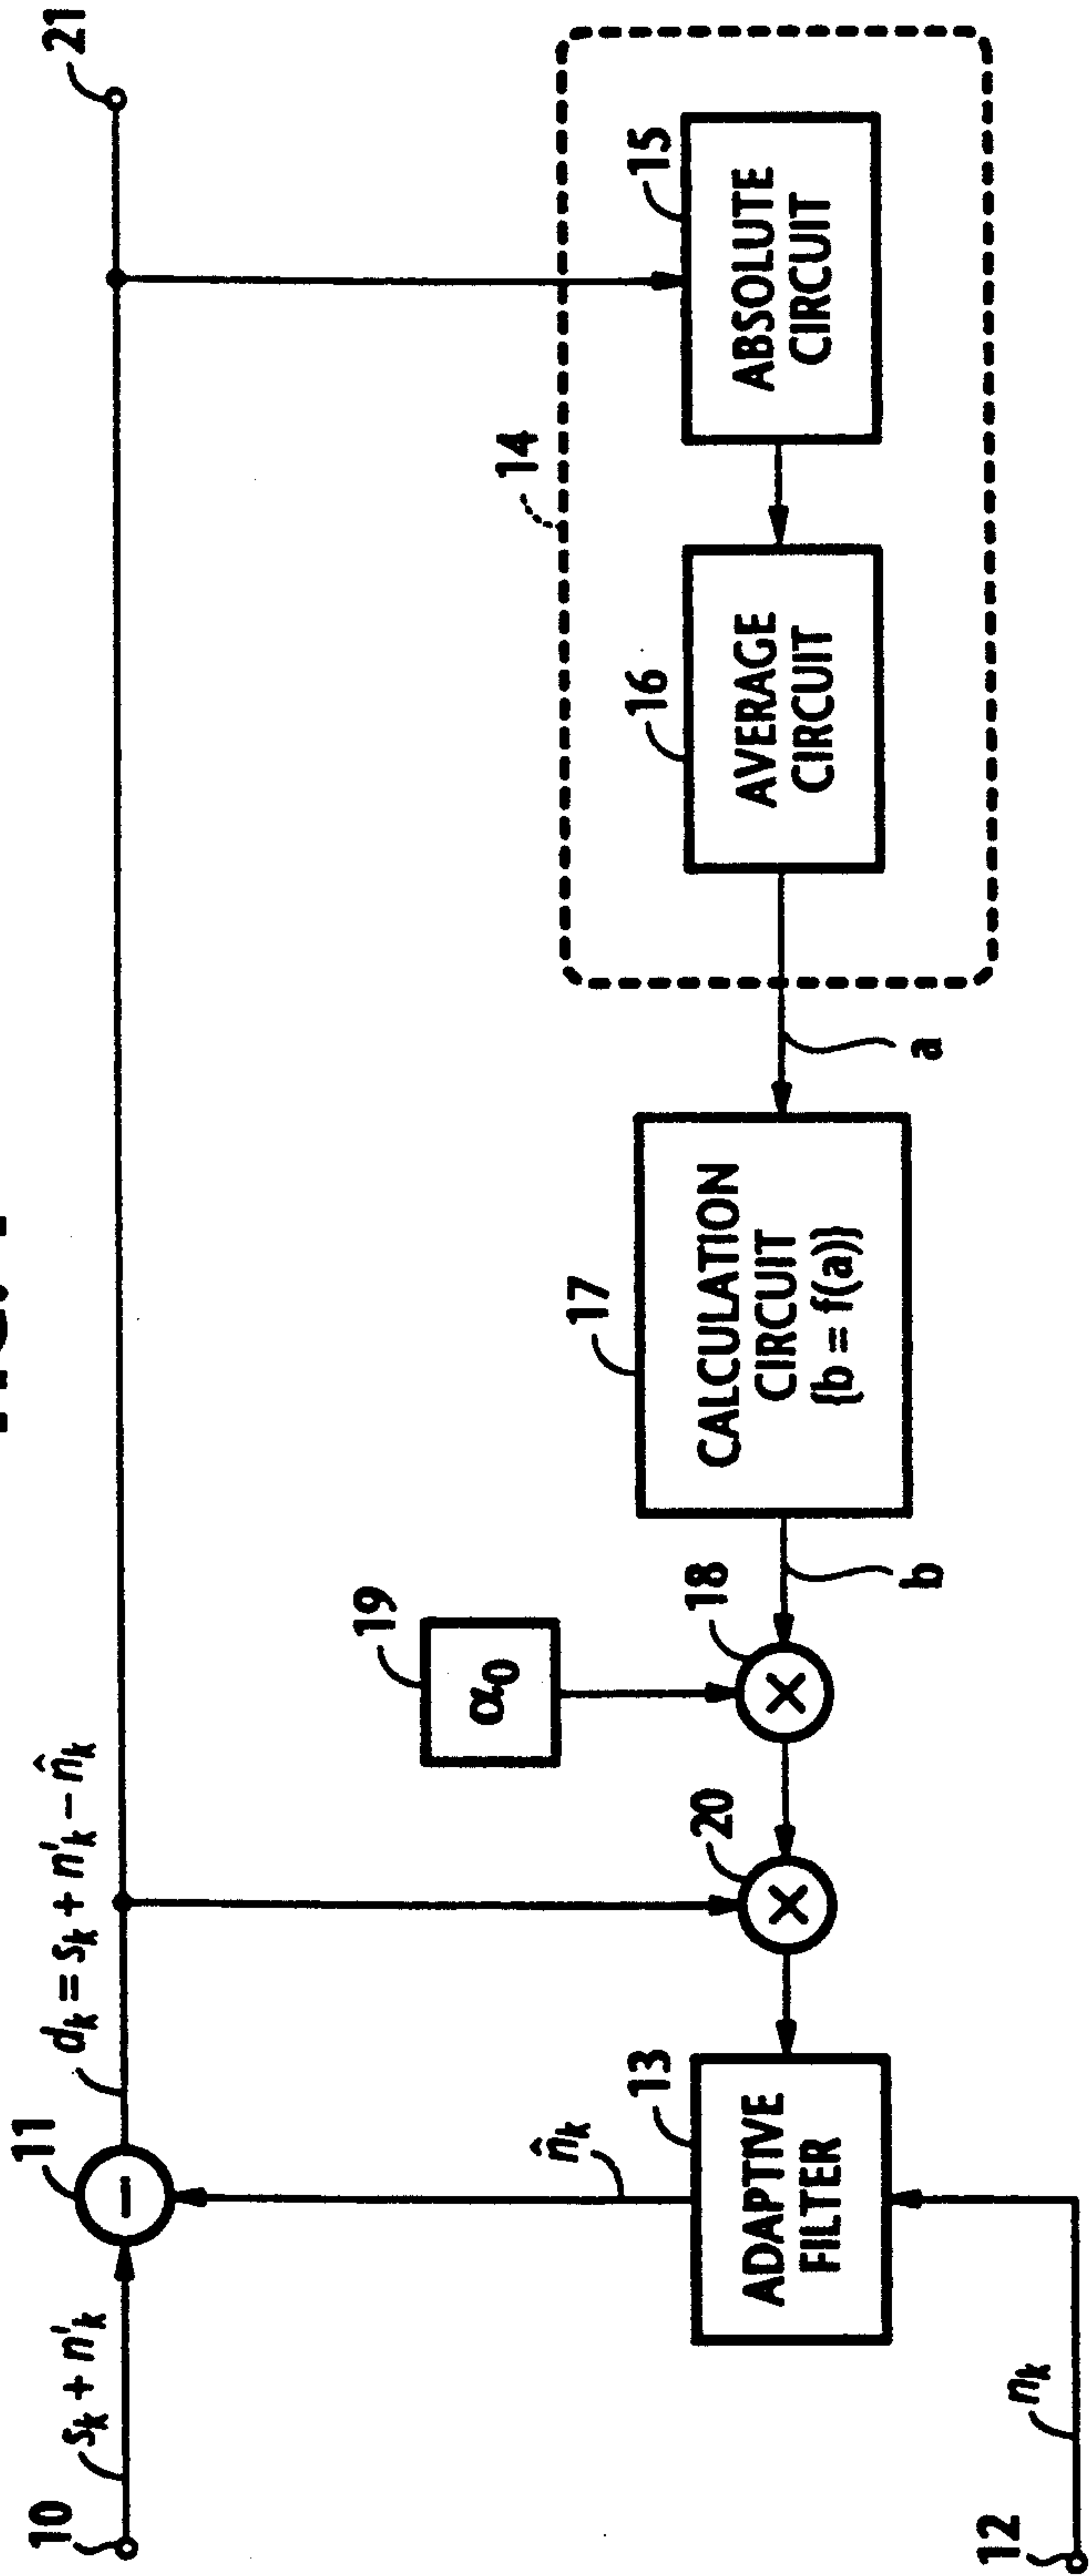 21
11
d_k = s_k + n'_k − n̂_k
10
s_k + n'_k
−
14
15
ABSOLUTE
CIRCUIT
16
AVERAGE
CIRCUIT
a
17
CALCULATION
CIRCUIT
{b = f(a)}
b
19
α₀
18
×
20
×
n̂_k
13
ADAPTIVE
FILTER
12
n_k